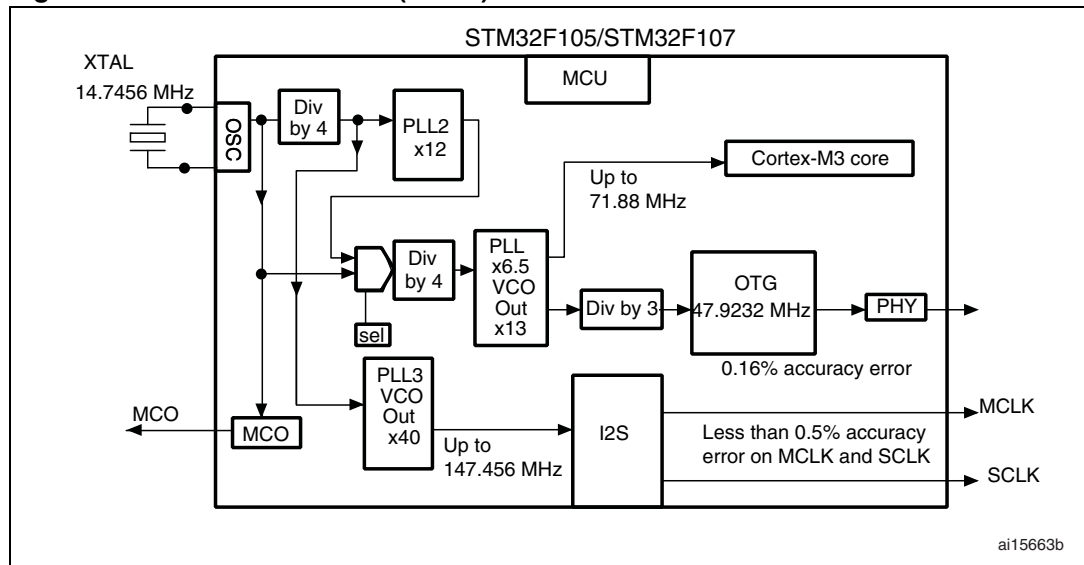 STM32F105/STM32F107
MCU
XTAL
14.7456 MHz
OSC
Div
by 4
PLL2
x12
Cortex-M3 core
Up to
71.88 MHz
Div
by 4
PLL
x6.5
VCO
Out
x13
sel
Div by 3
OTG
47.9232 MHz
PHY
0.16% accuracy error
PLL3
VCO
Out
x40
Up to
147.456 MHz
I2S
MCLK
Less than 0.5% accuracy
error on MCLK and SCLK
SCLK
MCO
MCO
ai15663b